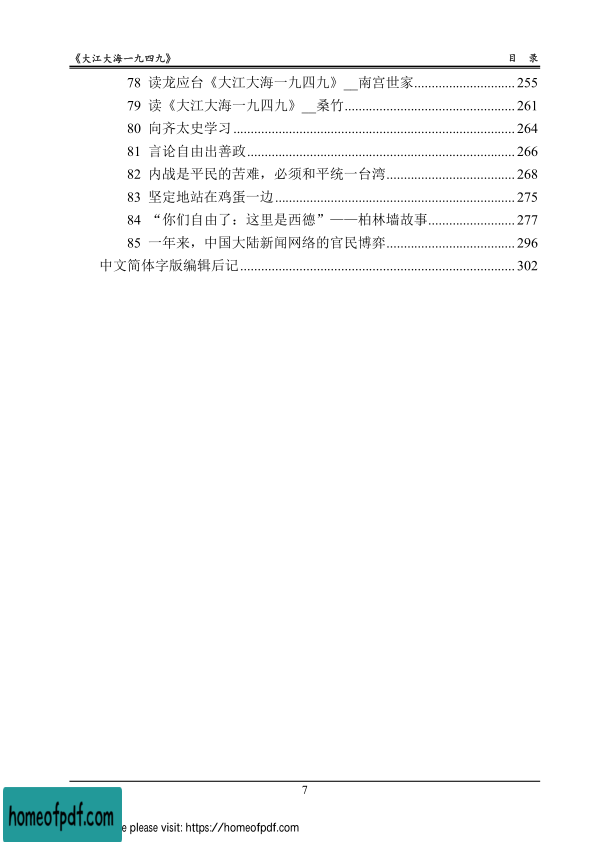 《大江大海一九四九》 目 录
78 读龙应台《大江大海一九四九》__南宫世家............................255
79 读《大江大海一九四九》__桑竹................................................261
80 向齐太史学习................................................................................264
81 言论自由出善政............................................................................266
82 内战是平民的苦难，必须和平统一台湾....................................268
83 坚定地站在鸡蛋一边....................................................................275
84 “你们自由了：这里是西德”——柏林墙故事........................277
85 一年来，中国大陆新闻网络的官民博弈....................................296
中文简体字版编辑后记..............................................................................302
7
homeofpdf.com
e please visit: https://homeofpdf.com